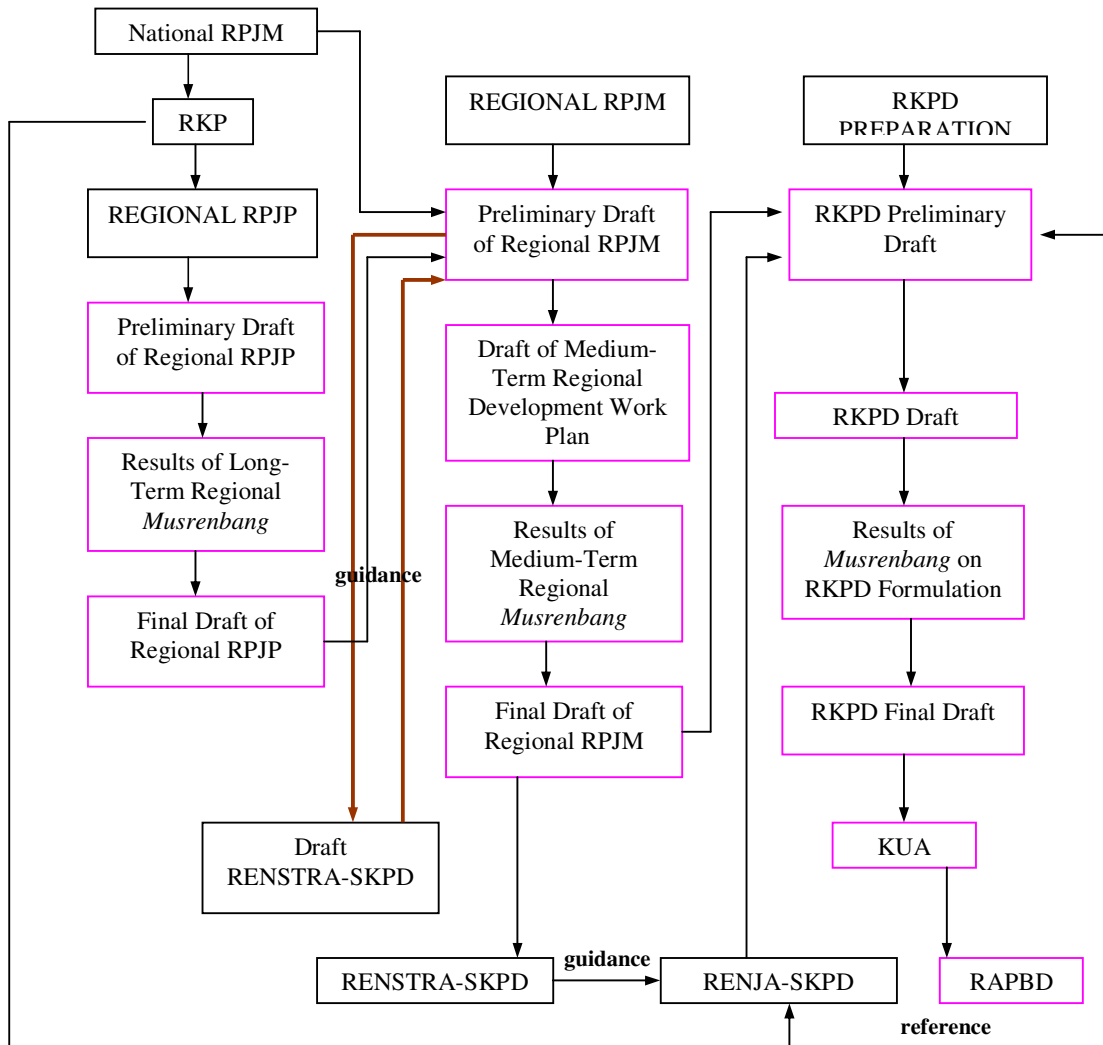 National RPJM
RKP
REGIONAL RPJP
Preliminary Draft
of Regional RPJP
Results of Long-
Term Regional
Musrenbang
Final Draft of
Regional RPJP
guidance
Draft
RENSTRA-SKPD
REGIONAL RPJM
Preliminary Draft
of Regional RPJM
Draft of Medium-
Term Regional
Development Work
Plan
Results of
Medium-Term
Regional
Musrenbang
Final Draft of
Regional RPJM
RENSTRA-SKPD
guidance
RENJA-SKPD
RKPD
PREPARATION
RKPD Preliminary
Draft
RKPD Draft
Results of
Musrenbang on
RKPD Formulation
RKPD Final Draft
KUA
RAPBD
reference